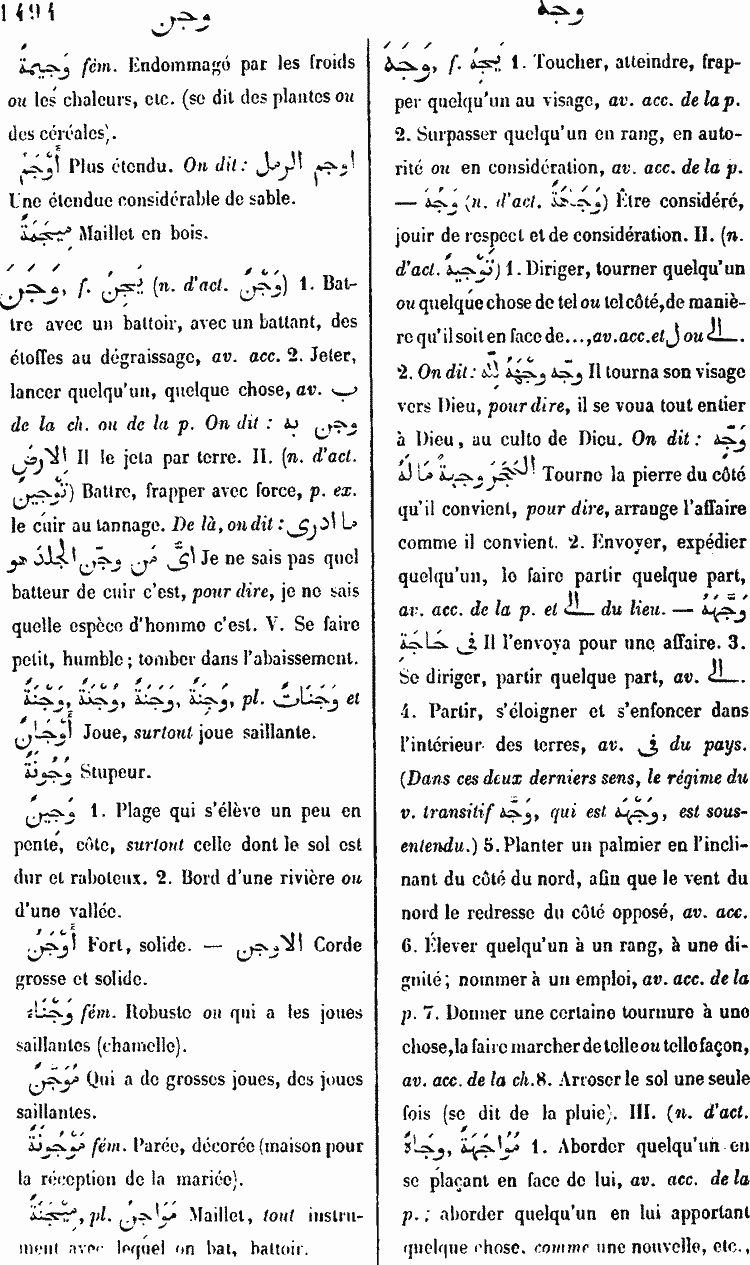 1494
وجن
وجه
وَجِيمَةٌ fém. Endommagé par les froids
ou les chaleurs, etc. (se dit des plantes ou
des céréales).
أَوْجَمُ Plus étendu. On dit: اوجم الرمل
Une étendue considérable de sable.
مِيجَمَةٌ Maillet en bois.
وَجَنَ, f. يَجِنُ (n. d'act. وَجْنٌ) 1. Bat-
tre avec un battoir, avec un battant, des
étoffes au dégraissage, av. acc. 2. Jeter,
lancer quelqu'un, quelque chose, av. ب
de la ch. ou de la p. On dit : وجن به
الارضَ Il le jeta par terre. II. (n. d'act.
تَوْجِينٌ) Battre, frapper avec force, p. ex.
le cuir au tannage. De là, on dit: ما ادرى
اىُّ مَن وجّن الجلدَ هو Je ne sais pas quel
batteur de cuir c'est, pour dire, je ne sais
quelle espèce d'homme c'est. V. Se faire
petit, humble; tomber dans l'abaissement.
وَجْنَةٌ, وُجْنَةٌ, وِجْنَةٌ, وَجِنَةٌ, pl. وَجَنَاتٌ et
أَوْجَانٌ Joue, surtout joue saillante.
وُجُونَةٌ Stupeur.
وَجِينٌ 1. Plage qui s'élève un peu en
pente, côte, surtout celle dont le sol est
dur et raboteux. 2. Bord d'une rivière ou
d'une vallée.
أَوْجَنُ Fort, solide. — الاوجن Corde
grosse et solide.
وَجْنَاءُ fém. Robuste ou qui a les joues
saillantes (chamelle).
مُوَجَّنٌ Qui a de grosses joues, des joues
saillantes.
مَوْجُونَةٌ fém. Parée, décorée (maison pour
la réception de la mariée).
مِيجَنَةٌ, pl. مَوَاجِنُ Maillet, tout instru-
ment avec lequel on bat, battoir.
وَجَهَ, f. يَجِهُ 1. Toucher, atteindre, frap-
per quelqu'un au visage, av. acc. de la p.
2. Surpasser quelqu'un en rang, en auto-
rité ou en considération, av. acc. de la p.
— وَجُهَ (n. d'act. وَجَاهَةٌ) Être considéré,
jouir de respect et de considération. II. (n.
d'act. تَوْجِيهٌ) 1. Diriger, tourner quelqu'un
ou quelque chose de tel ou tel côté, de maniè-
re qu'il soit en face de..., av. acc. et ل ou الى.
2. On dit: وجّه وجْهَهُ لِلّه Il tourna son visage
vers Dieu, pour dire, il se voua tout entier
à Dieu, au culte de Dieu. On dit : وَجِّه
الحَجَرَ وجهةً مَا لَهُ Tourne la pierre du côté
qu'il convient, pour dire, arrange l'affaire
comme il convient. 2. Envoyer, expédier
quelqu'un, le faire partir quelque part,
av. acc. de la p. et الى du lieu. — وَجَّهَهُ
فى حَاجَة Il l'envoya pour une affaire. 3.
Se diriger, partir quelque part, av. الى.
4. Partir, s'éloigner et s'enfoncer dans
l'intérieur des terres, av. فى du pays.
(Dans ces deux derniers sens, le régime du
v. transitif وَجَّهَ, qui est وَجْهَهُ, est sous-
entendu.) 5. Planter un palmier en l'incli-
nant du côté du nord, afin que le vent du
nord le redresse du côté opposé, av. acc.
6. Élever quelqu'un à un rang, à une di-
gnité; nommer à un emploi, av. acc. de la
p. 7. Donner une certaine tournure à une
chose, la faire marcher de telle ou telle façon,
av. acc. de la ch. 8. Arroser le sol une seule
fois (se dit de la pluie). III. (n. d'act.
مُوَاجَهَةٌ, وِجَاهٌ 1. Aborder quelqu'un en
se plaçant en face de lui, av. acc. de la
p.; aborder quelqu'un en lui apportant
quelque chose, comme une nouvelle, etc.,